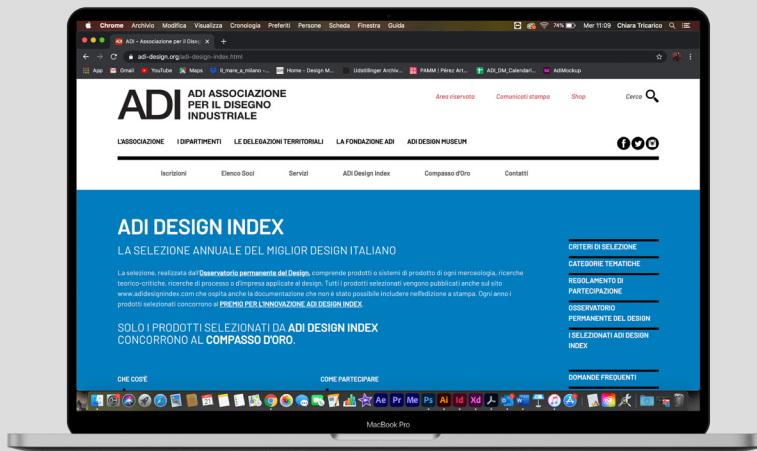 Chrome Archivio Modifica Visualizza Cronologia Preferiti Persone Scheda Finestra Guida
74% Mer 11:09 Chiara Tricarico
ADI - Associazione per il Diseg
adi-design.org/adi-design-index.html
App Gmail YouTube Maps Il_mare_a_milano -... Home - Design M... Udstillinger Archiv... PAMM | Pérez Art... ADI_DM_Calendari... AdiMockup
ADI ADI ASSOCIAZIONE
PER IL DISEGNO
INDUSTRIALE
Area riservata Comunicati stampa Shop Cerca
L'ASSOCIAZIONE I DIPARTIMENTI LE DELEGAZIONI TERRITORIALI LA FONDAZIONE ADI ADI DESIGN MUSEUM
Iscrizioni Elenco Soci Servizi ADI Design Index Compasso d'Oro Contatti
ADI DESIGN INDEX
LA SELEZIONE ANNUALE DEL MIGLIOR DESIGN ITALIANO
La selezione, realizzata dall'Osservatorio permanente del Design, comprende prodotti o sistemi di prodotto di ogni merceologia, ricerche
teorico-critiche, ricerche di processo o d'impresa applicate al design. Tutti i prodotti selezionati vengono pubblicati anche sul sito
www.adidesignindex.com che ospita anche la documentazione che non è stato possibile includere nell'edizione a stampa. Ogni anno i
prodotti selezionati concorrono al PREMIO PER L'INNOVAZIONE ADI DESIGN INDEX.
SOLO I PRODOTTI SELEZIONATI DA ADI DESIGN INDEX
CONCORRONO AL COMPASSO D'ORO.
CHE COS'È COME PARTECIPARE
CRITERI DI SELEZIONE
CATEGORIE TEMATICHE
REGOLAMENTO DI
PARTECIPAZIONE
OSSERVATORIO
PERMANENTE DEL DESIGN
I SELEZIONATI ADI DESIGN
INDEX
DOMANDE FREQUENTI
Ae Pr Me Ps Ai Id Xd
MacBook Pro